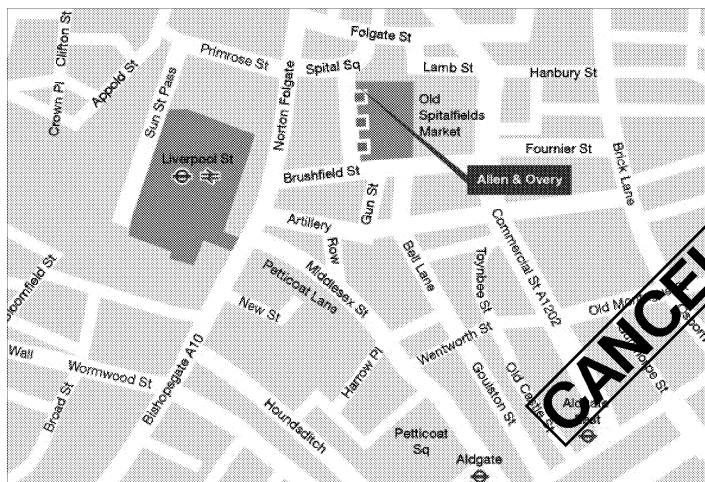 Clifton St
Folgate St
Primrose St
Spital Sq
Lamb St
Hanbury St
Appold St
Crown Pl
Sun St Pass
Norton Folgate
Old
Spitalfields
Market
Liverpool St
Fournier St
Brick Lane
Brushfield St
Allen & Overy
Gun St
Artillery
Row
Bell Lane
Commercial St A1202
Toynbee St
Middlesex St
Petticoat Lane
New St
Wentworth St
Old
Wall
Wormwood St
Bishopsgate A10
Harrow Pl
Goulston St
Old Castle St
Broad St
Houndsditch
Petticoat
Sq
Aldgate
CANCEL